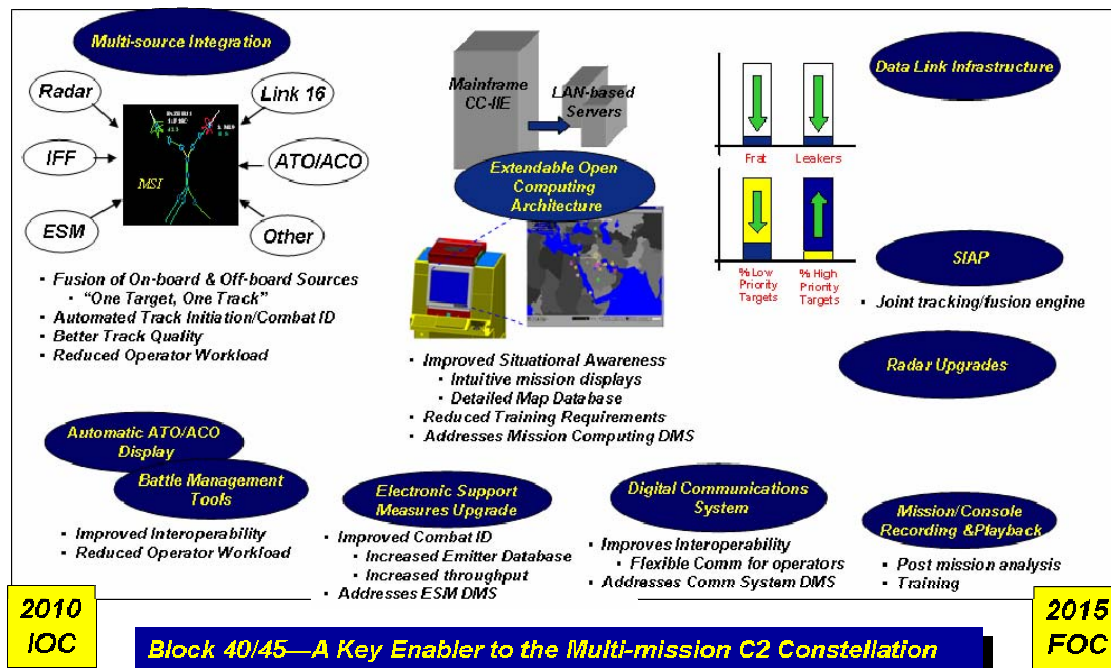 Multi-source Integration
Radar
Link 16
IFF
ATO/ACO
MSI
ESM
Other
▪ Fusion of On-board & Off-board Sources
▪ "One Target, One Track"
▪ Automated Track Initiation/Combat ID
▪ Better Track Quality
▪ Reduced Operator Workload
Mainframe
CC-IIE
LAN-based
Servers
Extendable Open
Computing
Architecture
▪ Improved Situational Awareness
▪ Intuitive mission displays
▪ Detailed Map Database
▪ Reduced Training Requirements
▪ Addresses Mission Computing DMS
Frat
Leakers
% Low
Priority
Targets
% High
Priority
Targets
Data Link Infrastructure
SIAP
▪ Joint tracking/fusion engine
Radar Upgrades
Automatic ATO/ACO
Display
Battle Management
Tools
▪ Improved Interoperability
▪ Reduced Operator Workload
Electronic Support
Measures Upgrade
▪ Improved Combat ID
▪ Increased Emitter Database
▪ Increased throughput
▪ Addresses ESM DMS
Digital Communications
System
▪ Improves Interoperability
▪ Flexible Comm for operators
▪ Addresses Comm System DMS
Mission/Console
Recording &Playback
▪ Post mission analysis
▪ Training
2010
IOC
Block 40/45—A Key Enabler to the Multi-mission C2 Constellation
2015
FOC